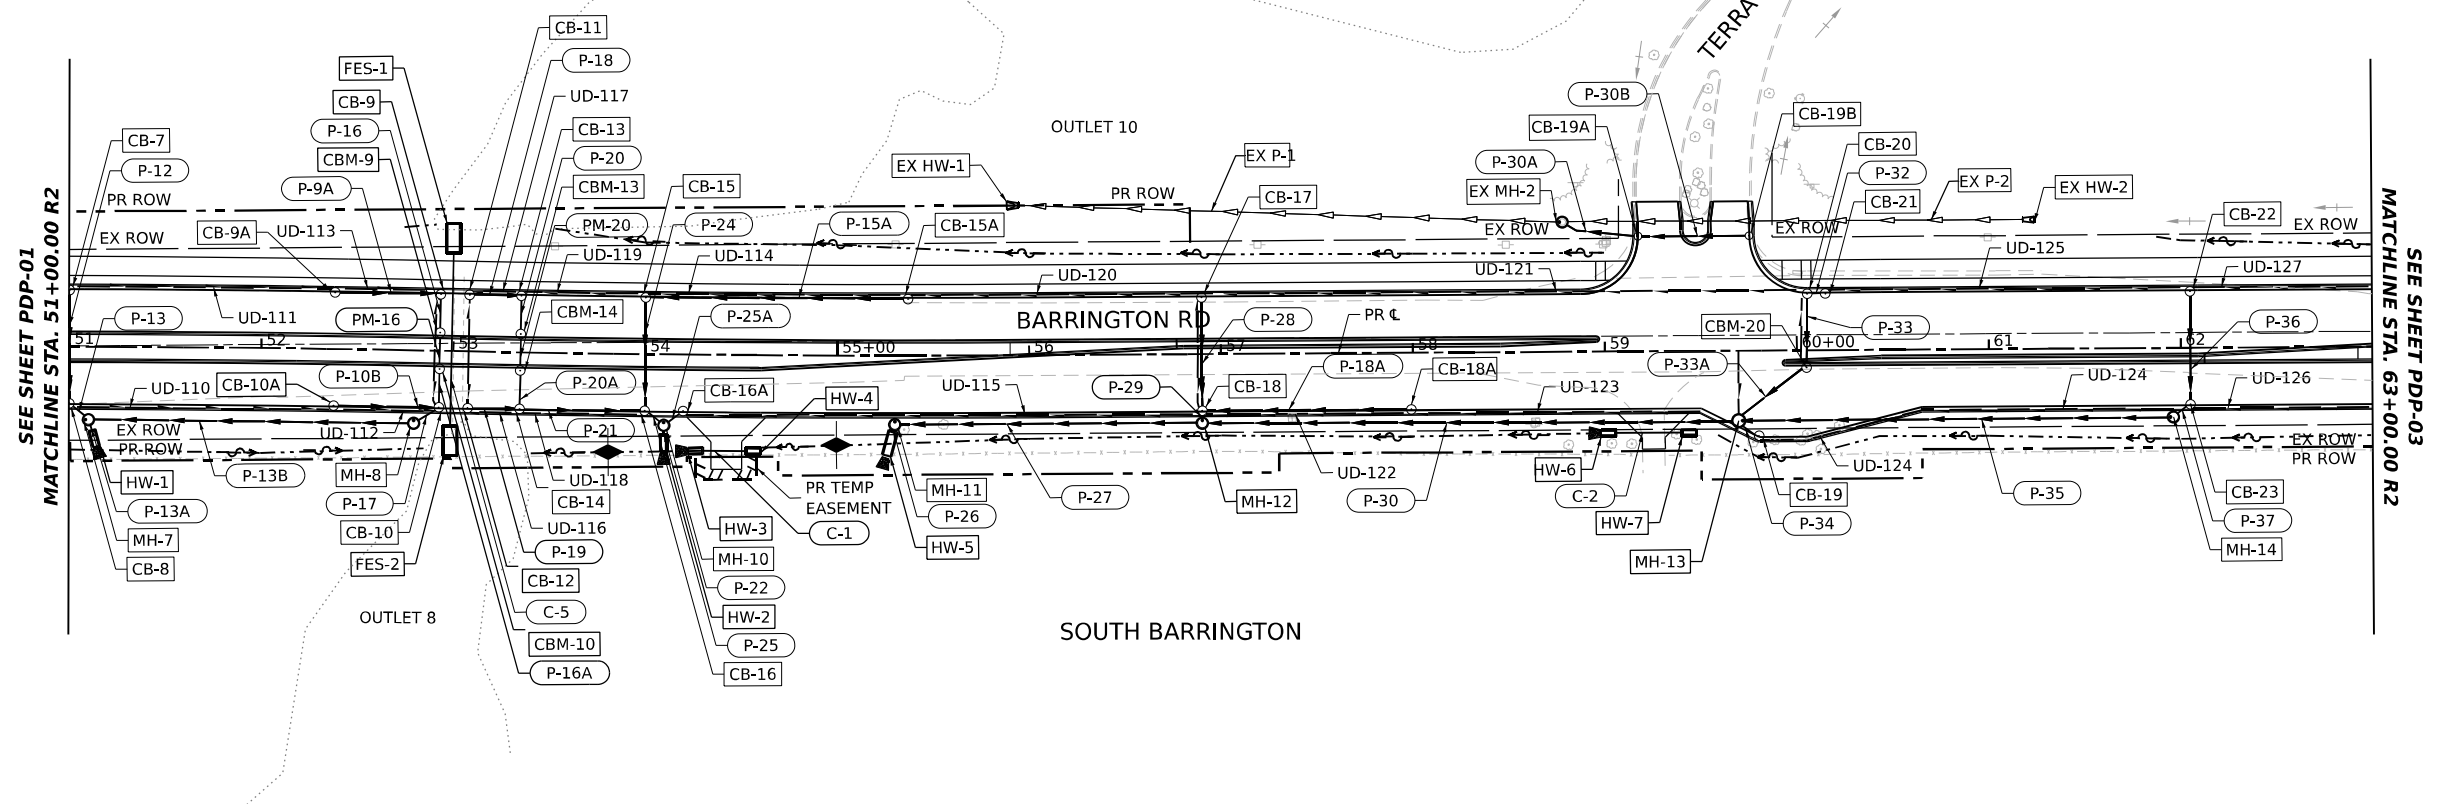 SEE SHEET PDP-01
MATCHLINE STA. 51+00.00 R2
CB-7
P-12
PR ROW
EX ROW
FES-1
CB-9
P-16
CBM-9
P-9A
CB-9A
UD-113
CB-11
P-18
UD-117
CB-13
P-20
CBM-13
PM-20
UD-119
CB-15
P-24
UD-114
P-15A
CB-15A
UD-120
OUTLET 10
EX HW-1
PR ROW
EX P-1
CB-17
TERRA
P-30B
CB-19A
P-30A
EX MH-2
EX ROW
UD-121
CB-19B
CB-20
P-32
CB-21
EX P-2
EX HW-2
EX ROW
UD-125
CB-22
EX ROW
UD-127
P-13
UD-111
PM-16
CBM-14
P-25A
BARRINGTON RD
P-28
PR ℄
CBM-20
P-33
P-36
51
52
53
54
55+00
56
57
58
59
60+00
61
62
UD-110
CB-10A
P-10B
P-20A
CB-16A
HW-4
UD-115
P-29
CB-18
P-18A
CB-18A
UD-123
P-33A
UD-124
UD-126
EX ROW
PR ROW
UD-112
P-21
HW-1
P-13B
MH-8
UD-118
PR TEMP
EASEMENT
P-13A
P-17
CB-14
MH-11
P-27
MH-12
UD-122
P-30
HW-6
C-2
UD-124
CB-19
P-35
CB-23
EX ROW
PR ROW
MH-7
CB-10
UD-116
HW-3
C-1
P-26
HW-7
P-34
P-37
CB-8
FES-2
P-19
MH-10
HW-5
MH-13
MH-14
CB-12
P-22
C-5
HW-2
OUTLET 8
CBM-10
P-25
P-16A
CB-16
SOUTH BARRINGTON
MATCHLINE STA. 63+00.00 R2
SEE SHEET PDP-03